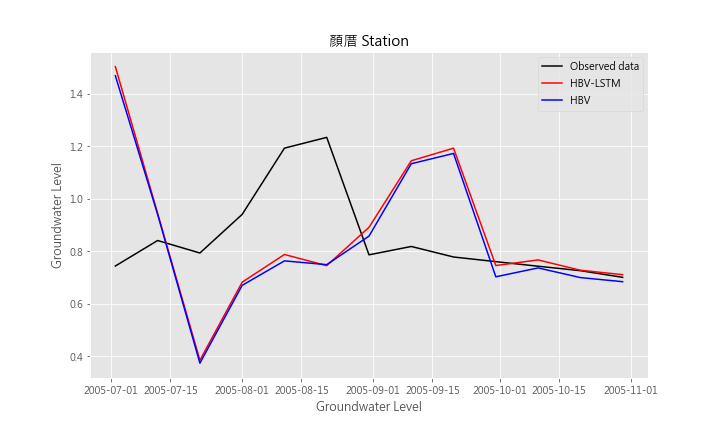 顏厝 Station
Observed data
HBV-LSTM
HBV
Groundwater Level
1.4
1.2
1.0
0.8
0.6
0.4
2005-07-01
2005-07-15
2005-08-01
2005-08-15
2005-09-01
2005-09-15
2005-10-01
2005-10-15
2005-11-01
Groundwater Level